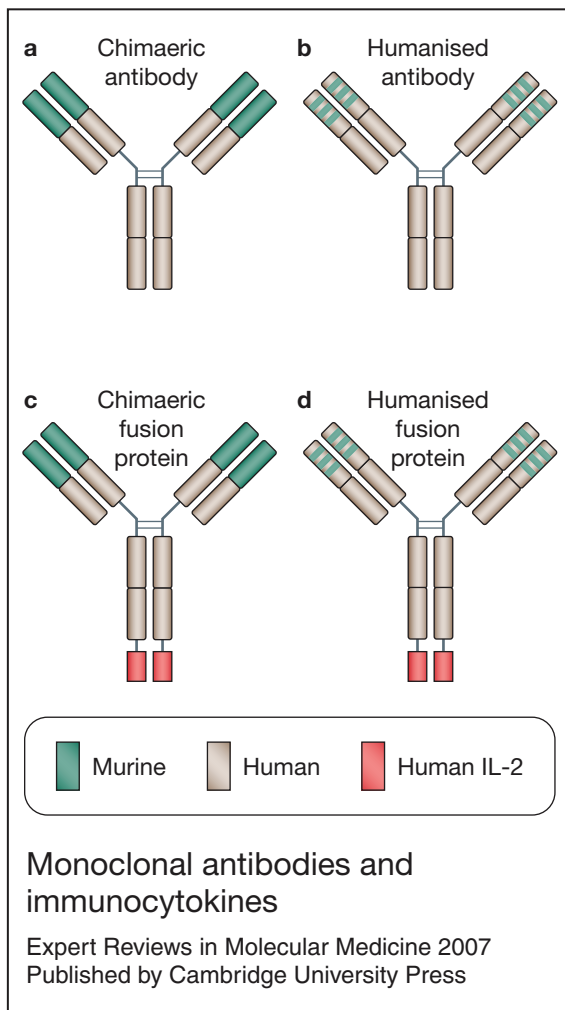 a
Chimaeric
antibody
b
Humanised
antibody
c
Chimaeric
fusion
protein
d
Humanised
fusion
protein
Murine
Human
Human IL-2
Monoclonal antibodies and
immunocytokines
Expert Reviews in Molecular Medicine 2007
Published by Cambridge University Press